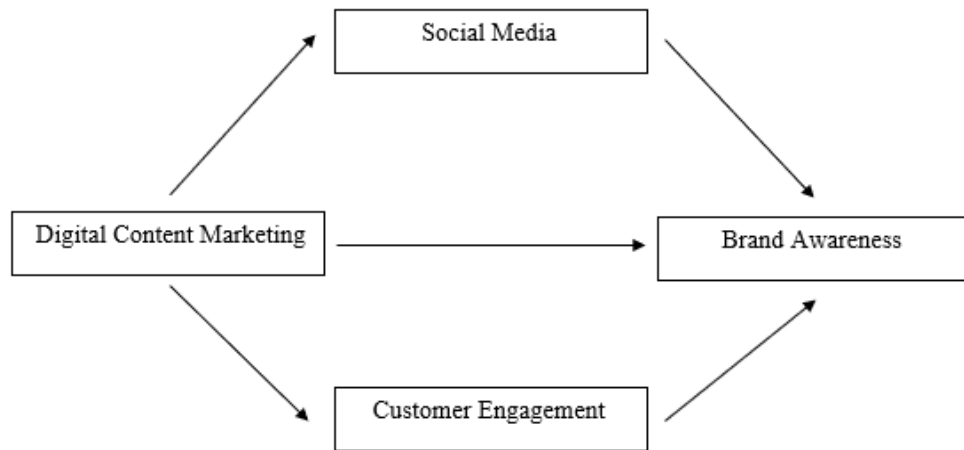 Social Media
Digital Content Marketing
Brand Awareness
Customer Engagement